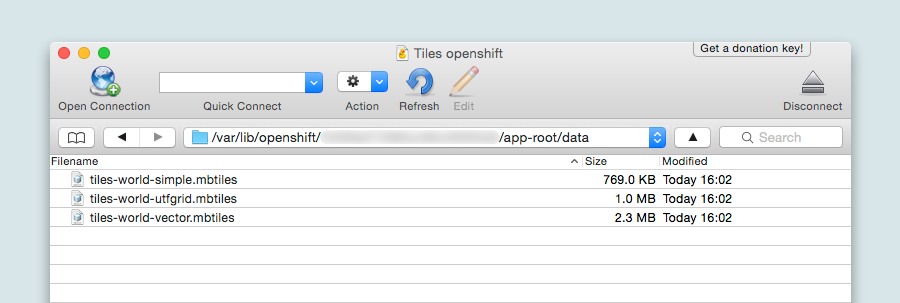 Tiles openshift
Get a donation key!
Open Connection
Quick Connect
Action
Refresh
Edit
Disconnect
/var/lib/openshift/ /app-root/data
Search
Filename Size Modified
tiles-world-simple.mbtiles 769.0 KB Today 16:02
tiles-world-utfgrid.mbtiles 1.0 MB Today 16:02
tiles-world-vector.mbtiles 2.3 MB Today 16:02